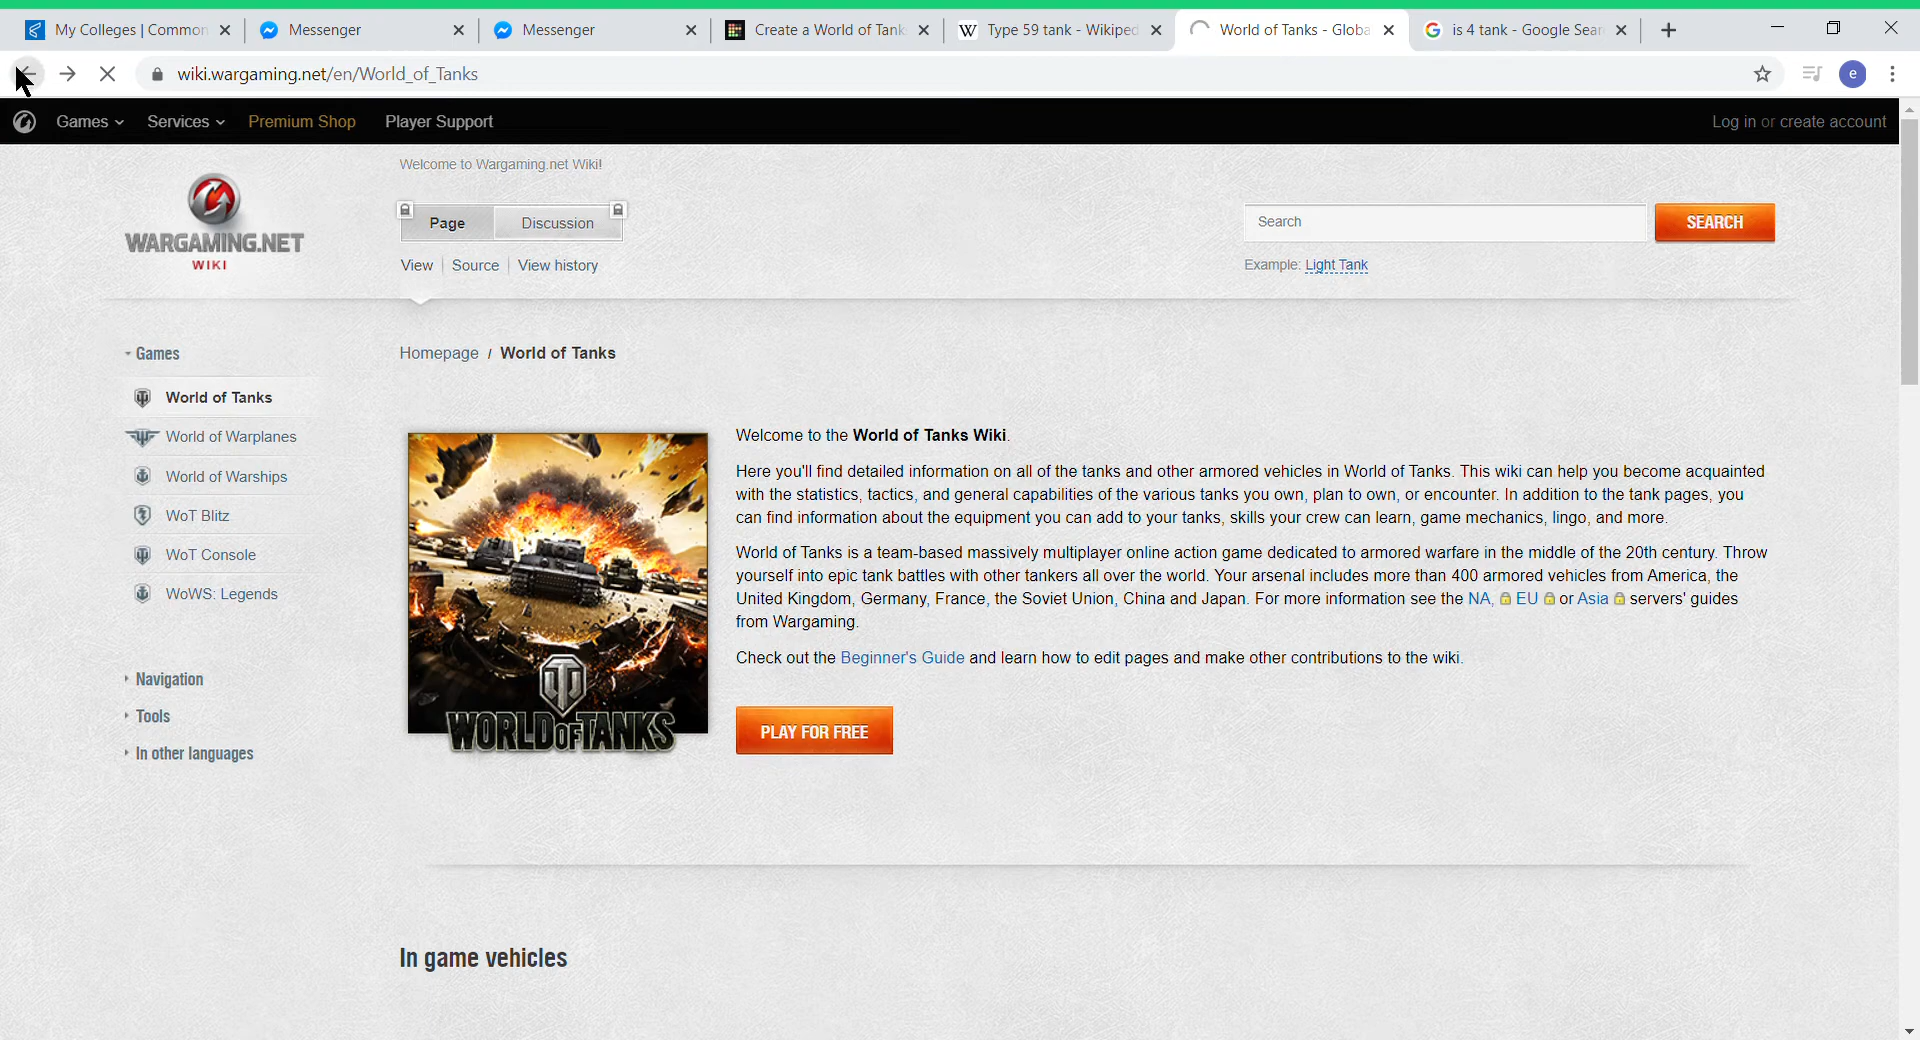 My Colleges | Common
Messenger
Messenger
Create a World of Tank
Type 59 tank - Wikiped
World of Tanks - Globa
is 4 tank - Google Sear
wiki.wargaming.net/en/World_of_Tanks
e
Games
Services
Premium Shop
Player Support
Log in or create account
Welcome to Wargaming.net Wiki!
WARGAMING.NET
WIKI
Page
Discussion
View
Source
View history
Search
SEARCH
Example: Light Tank
Games
World of Tanks
World of Warplanes
World of Warships
WoT Blitz
WoT Console
WoWS: Legends
Navigation
Tools
In other languages
Homepage / World of Tanks
WORLD OF TANKS
Welcome to the World of Tanks Wiki.
Here you'll find detailed information on all of the tanks and other armored vehicles in World of Tanks. This wiki can help you become acquainted
with the statistics, tactics, and general capabilities of the various tanks you own, plan to own, or encounter. In addition to the tank pages, you
can find information about the equipment you can add to your tanks, skills your crew can learn, game mechanics, lingo, and more.
World of Tanks is a team-based massively multiplayer online action game dedicated to armored warfare in the middle of the 20th century. Throw
yourself into epic tank battles with other tankers all over the world. Your arsenal includes more than 400 armored vehicles from America, the
United Kingdom, Germany, France, the Soviet Union, China and Japan. For more information see the NA, EU or Asia servers' guides
from Wargaming.
Check out the Beginner's Guide and learn how to edit pages and make other contributions to the wiki.
PLAY FOR FREE
In game vehicles